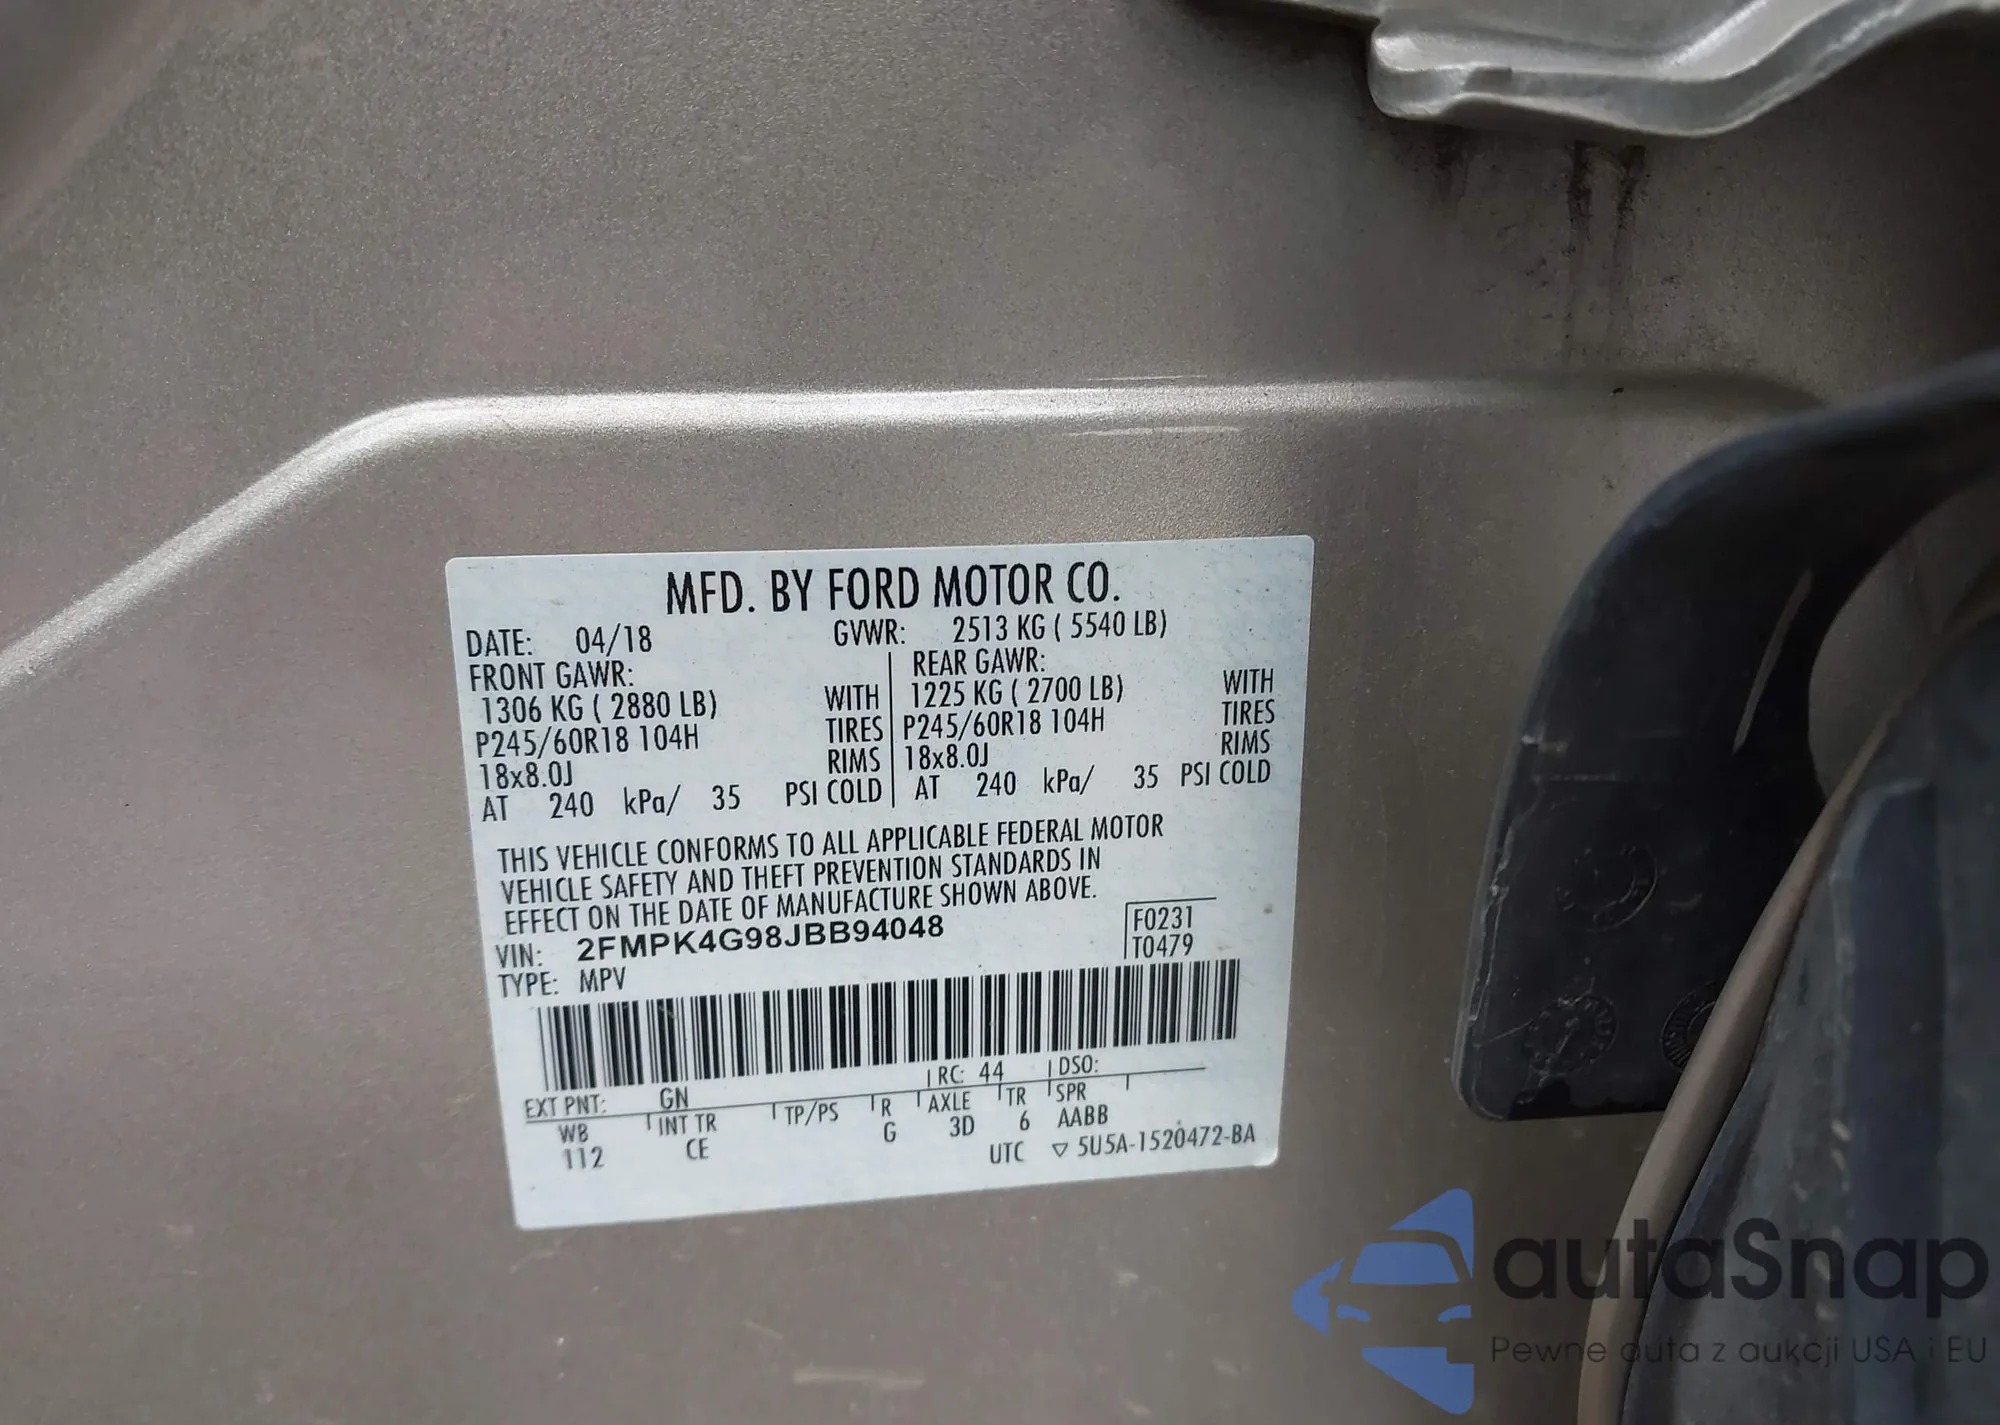 MFD. BY FORD MOTOR CO.
DATE: 04/18 GVWR: 2513 KG ( 5540 LB)
FRONT GAWR: REAR GAWR:
1306 KG ( 2880 LB) WITH 1225 KG ( 2700 LB) WITH
P245/60R18 104H TIRES P245/60R18 104H TIRES
18x8.0J RIMS 18x8.0J RIMS
AT 240 kPa/ 35 PSI COLD AT 240 kPa/ 35 PSI COLD
THIS VEHICLE CONFORMS TO ALL APPLICABLE FEDERAL MOTOR
VEHICLE SAFETY AND THEFT PREVENTION STANDARDS IN
EFFECT ON THE DATE OF MANUFACTURE SHOWN ABOVE.
VIN: 2FMPK4G98JBB94048 F0231
TYPE: MPV T0479
EXT PNT: GN RC: 44 DSO:
WB INT TR TP/PS R AXLE TR SPR
112 CE G 3D 6 AABB
UTC ▽ 5U5A-1520472-BA
autaSnap
Pewne auta z aukcji USA i EU